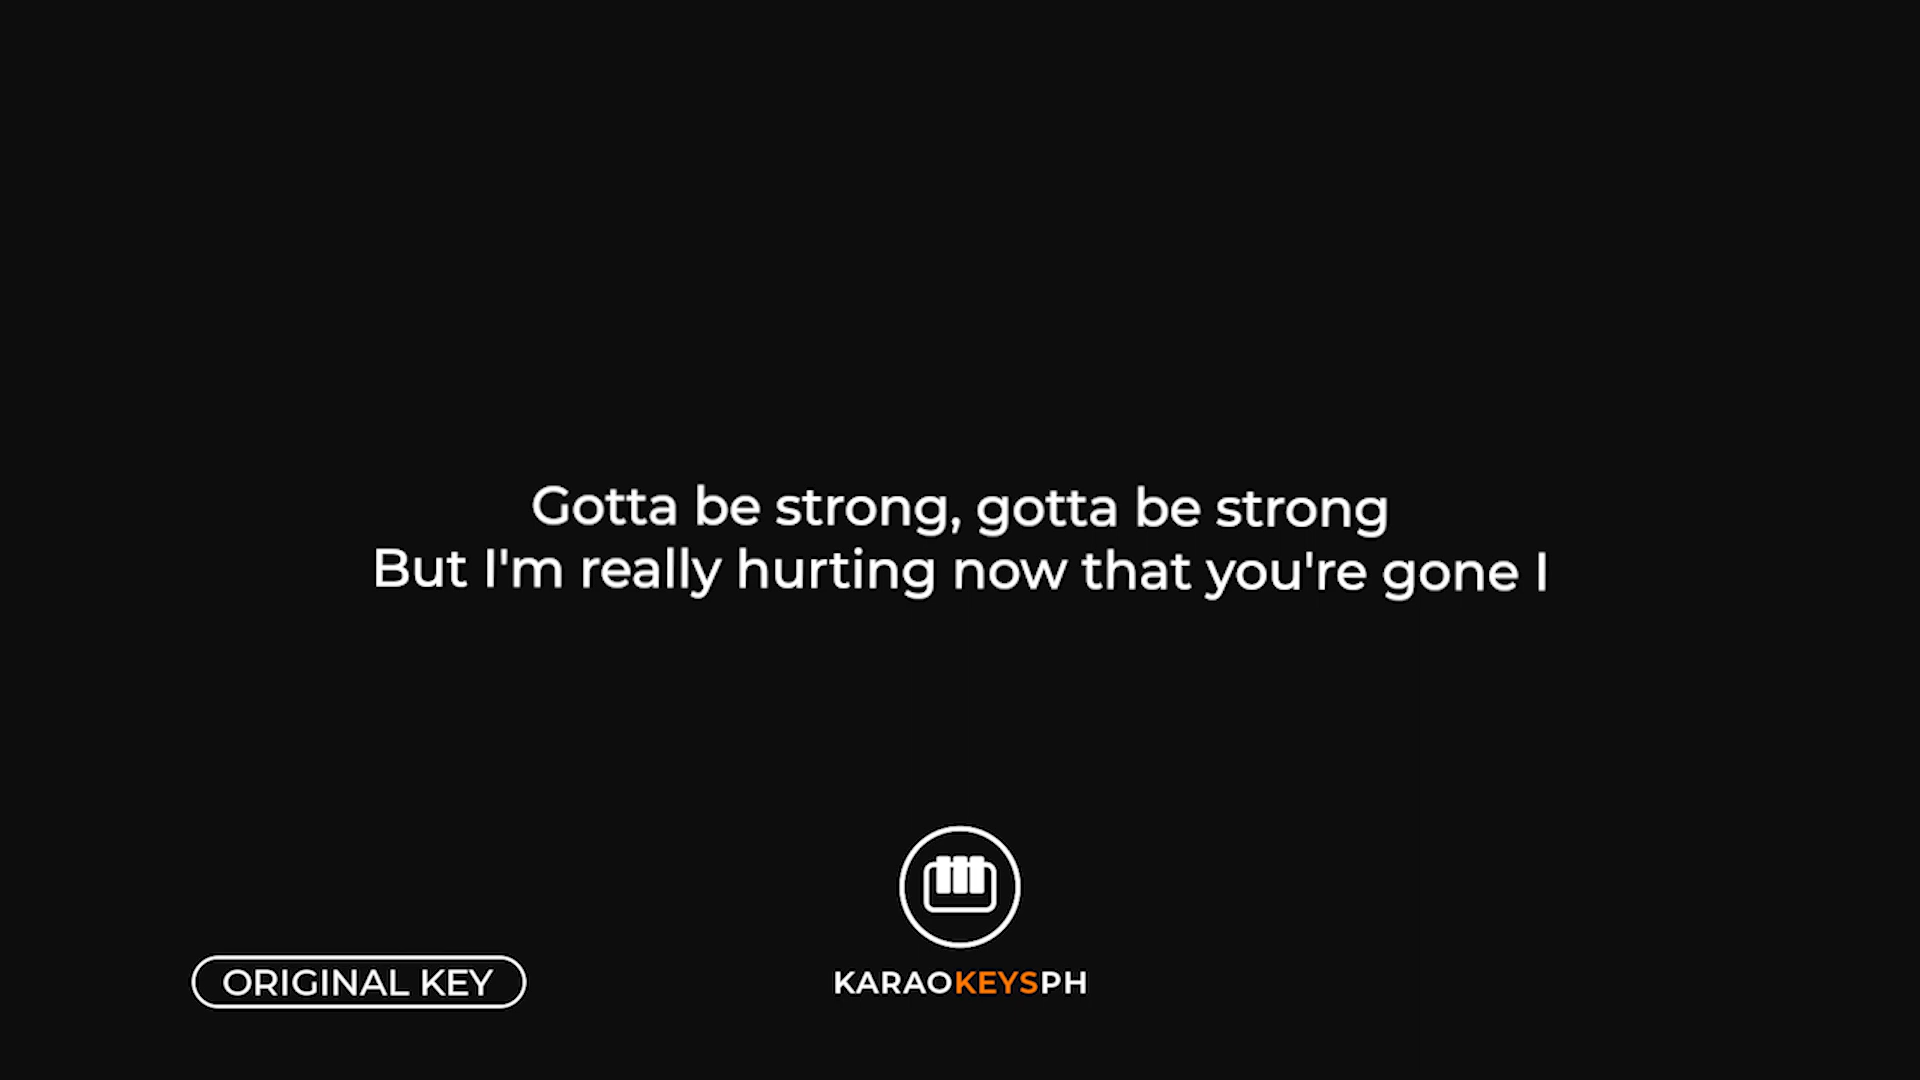 Gotta be strong, gotta be strong
But I'm really hurting now that you're gone I
ORIGINAL KEY
KARAOKEYSPH